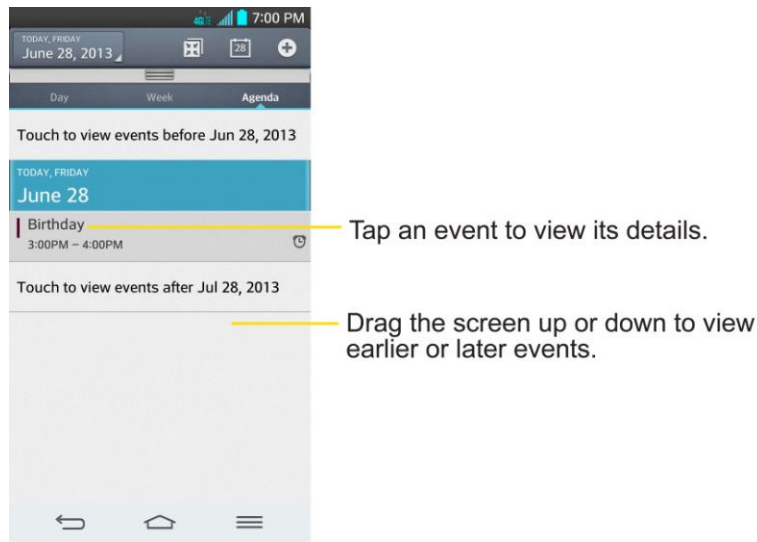 4G LTE 7:00 PM
TODAY, FRIDAY
June 28, 2013
28
Day Week Agenda
Touch to view events before Jun 28, 2013
TODAY, FRIDAY
June 28
Birthday
3:00PM – 4:00PM
Touch to view events after Jul 28, 2013
Tap an event to view its details.
Drag the screen up or down to view
earlier or later events.